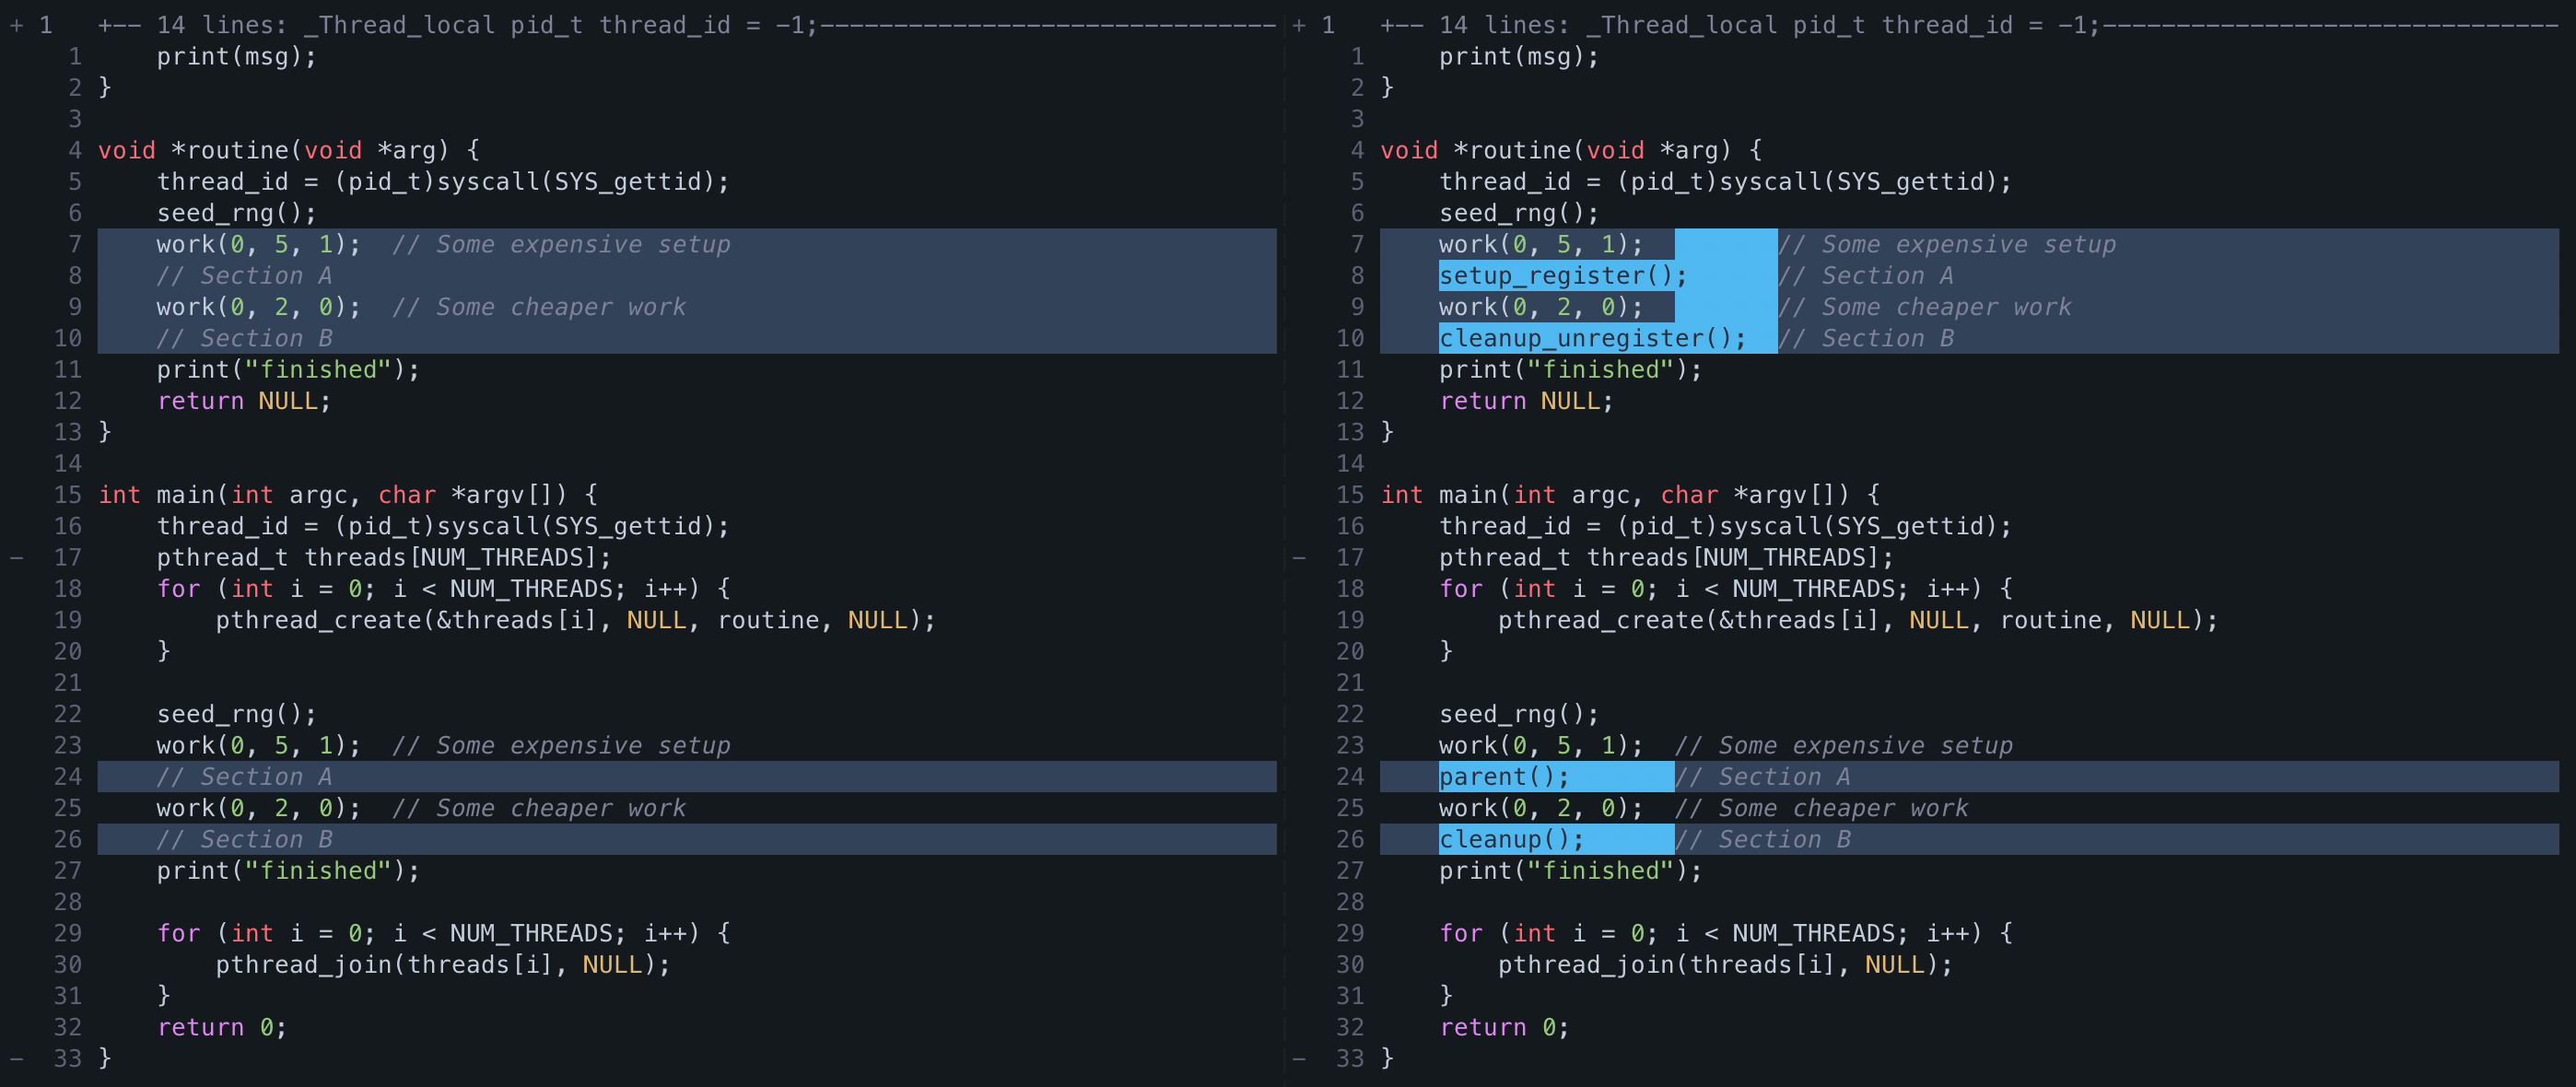 + 1 +-- 14 lines: _Thread_local pid_t thread_id = -1;-------------------------------
1 print(msg);
2 }
3
4 void *routine(void *arg) {
5 thread_id = (pid_t)syscall(SYS_gettid);
6 seed_rng();
7 work(0, 5, 1); // Some expensive setup
8 // Section A
9 work(0, 2, 0); // Some cheaper work
10 // Section B
11 print("finished");
12 return NULL;
13 }
14
15 int main(int argc, char *argv[]) {
16 thread_id = (pid_t)syscall(SYS_gettid);
- 17 pthread_t threads[NUM_THREADS];
18 for (int i = 0; i < NUM_THREADS; i++) {
19 pthread_create(&threads[i], NULL, routine, NULL);
20 }
21
22 seed_rng();
23 work(0, 5, 1); // Some expensive setup
24 // Section A
25 work(0, 2, 0); // Some cheaper work
26 // Section B
27 print("finished");
28
29 for (int i = 0; i < NUM_THREADS; i++) {
30 pthread_join(threads[i], NULL);
31 }
32 return 0;
- 33 }
+ 1 +-- 14 lines: _Thread_local pid_t thread_id = -1;-------------------------------
1 print(msg);
2 }
3
4 void *routine(void *arg) {
5 thread_id = (pid_t)syscall(SYS_gettid);
6 seed_rng();
7 work(0, 5, 1); // Some expensive setup
8 setup_register(); // Section A
9 work(0, 2, 0); // Some cheaper work
10 cleanup_unregister(); // Section B
11 print("finished");
12 return NULL;
13 }
14
15 int main(int argc, char *argv[]) {
16 thread_id = (pid_t)syscall(SYS_gettid);
- 17 pthread_t threads[NUM_THREADS];
18 for (int i = 0; i < NUM_THREADS; i++) {
19 pthread_create(&threads[i], NULL, routine, NULL);
20 }
21
22 seed_rng();
23 work(0, 5, 1); // Some expensive setup
24 parent(); // Section A
25 work(0, 2, 0); // Some cheaper work
26 cleanup(); // Section B
27 print("finished");
28
29 for (int i = 0; i < NUM_THREADS; i++) {
30 pthread_join(threads[i], NULL);
31 }
32 return 0;
- 33 }